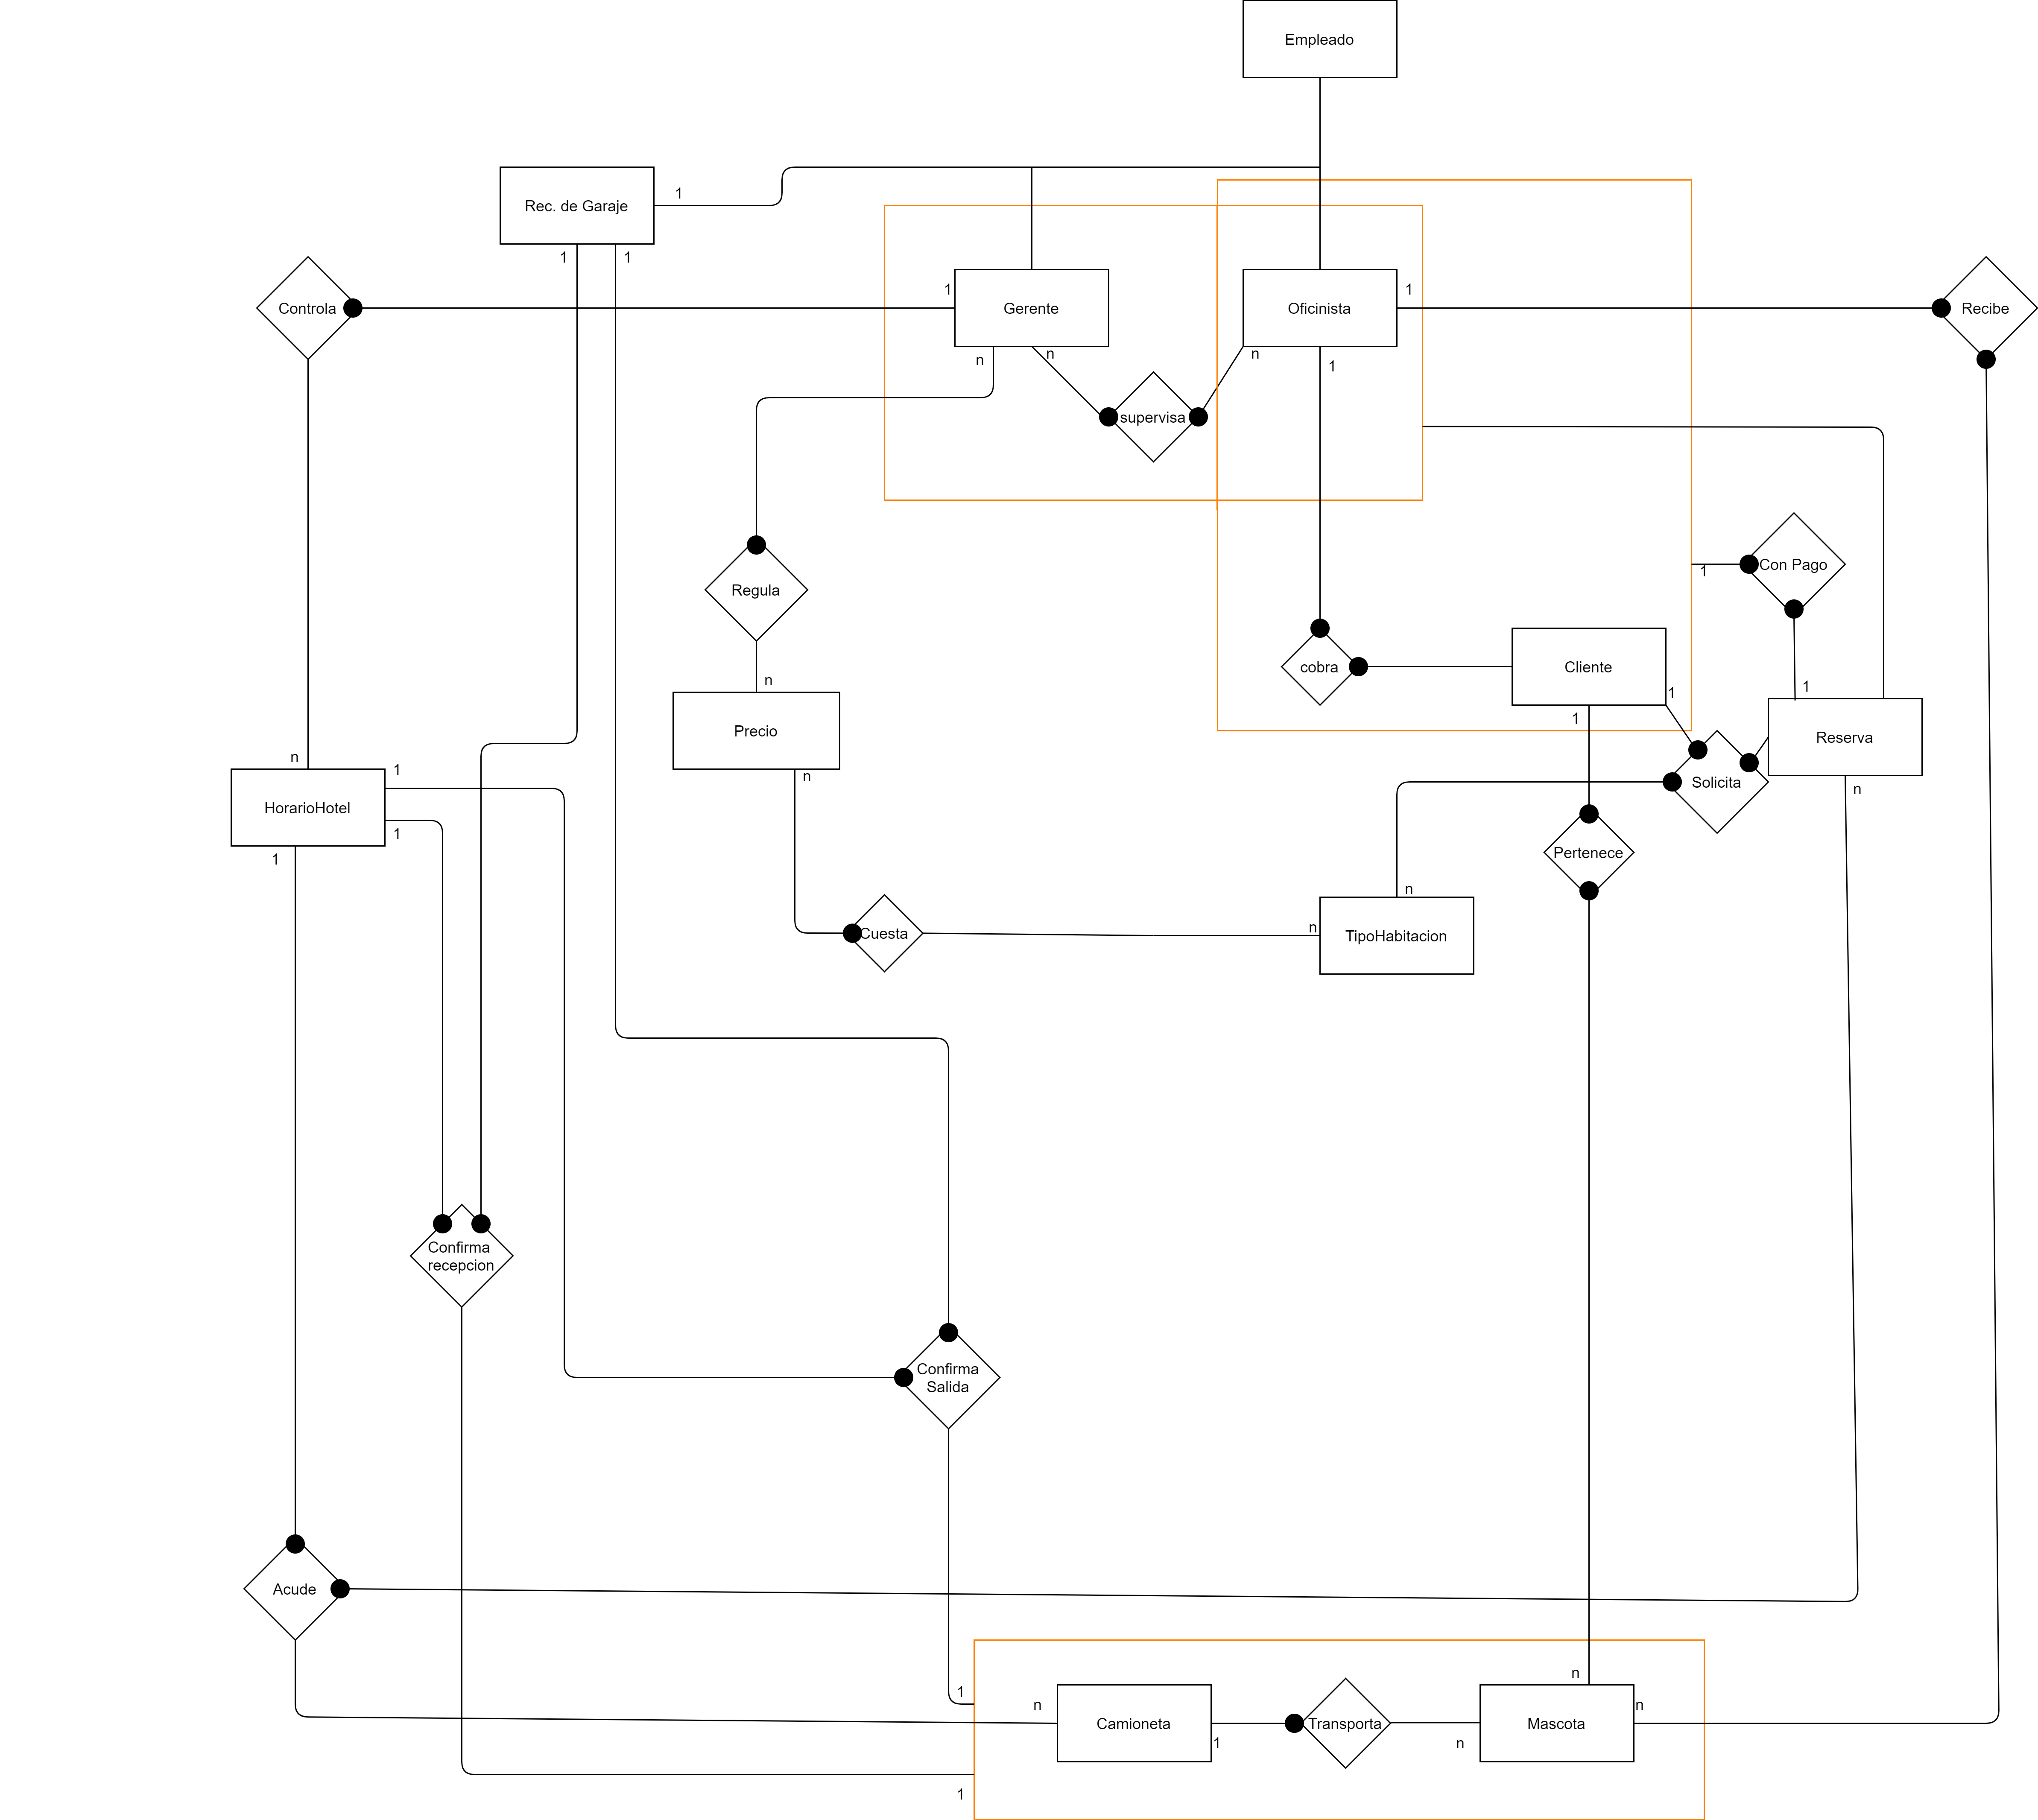 Empleado
1
Rec. de Garaje
1
1
Controla
1
Gerente
Oficinista
1
Recibe
n
n
n
1
supervisa
Con Pago
1
Regula
cobra
Cliente
n
1
1
1
Precio
Reserva
n
1
n
Solicita
n
HorarioHotel
1
1
Pertenece
n
Cuesta
n
TipoHabitacion
Confirma
recepcion
Confirma
Salida
Acude
n
1
n
n
Camioneta
Transporta
Mascota
1
n
1